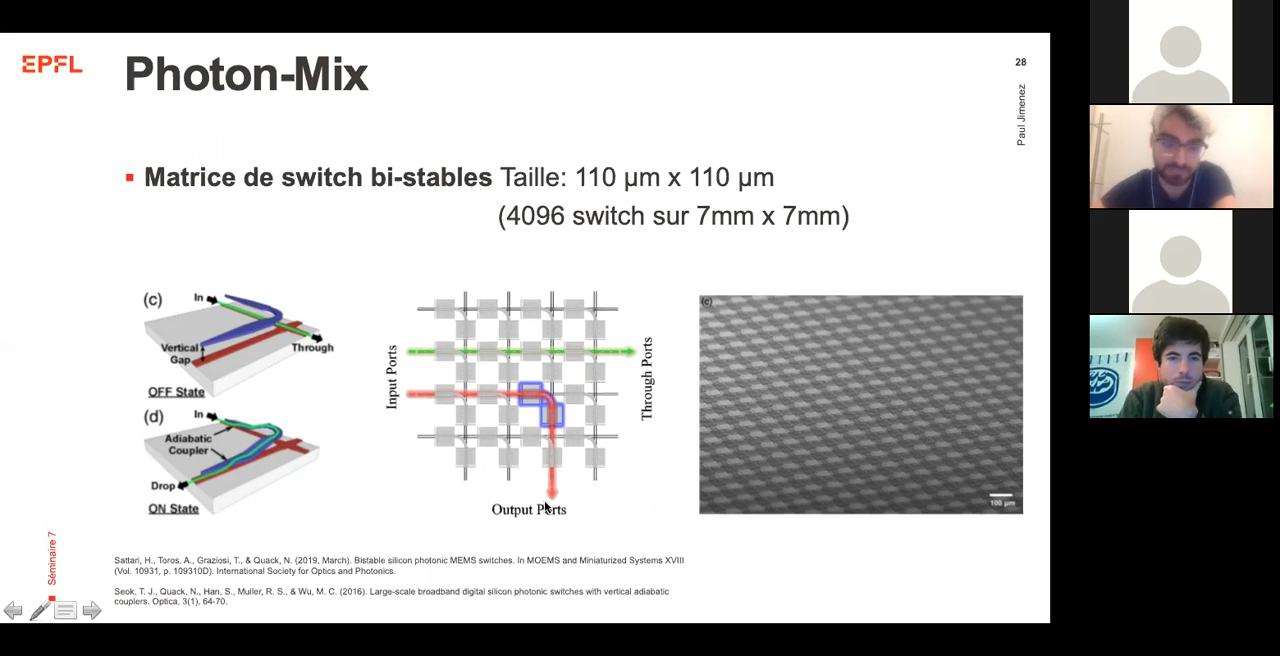 EPFL
Photon-Mix
28
Paul Jimenez
▪ Matrice de switch bi-stables Taille: 110 µm x 110 µm
(4096 switch sur 7mm x 7mm)
(c)
In
Through
Vertical
Gap
OFF State
(d)
In
Adiabatic
Coupler
Drop
ON State
Input Ports
Through Ports
Output Ports
(c)
100 µm
Sattari, H., Toros, A., Graziosi, T., & Quack, N. (2019, March). Bistable silicon photonic MEMS switches. In MOEMS and Miniaturized Systems XVIII
(Vol. 10931, p. 109310D). International Society for Optics and Photonics.
Seok, T. J., Quack, N., Han, S., Muller, R. S., & Wu, M. C. (2016). Large-scale broadband digital silicon photonic switches with vertical adiabatic
couplers. Optica, 3(1), 64-70.
Séminaire 7